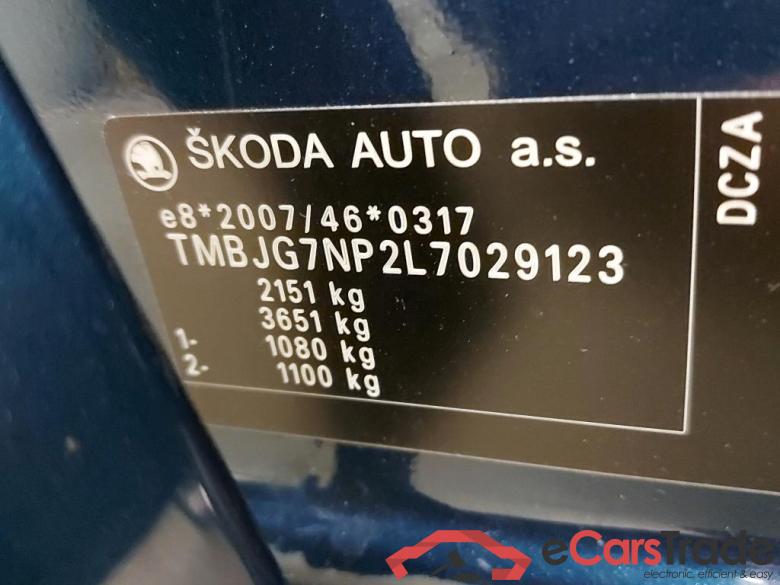 ŠKODA AUTO a.s.
e8*2007/46*0317
TMBJG7NP2L7029123
2151 kg
3651 kg
1- 1080 kg
2- 1100 kg
DCZA
eCarsTrade
electronic, efficient & easy